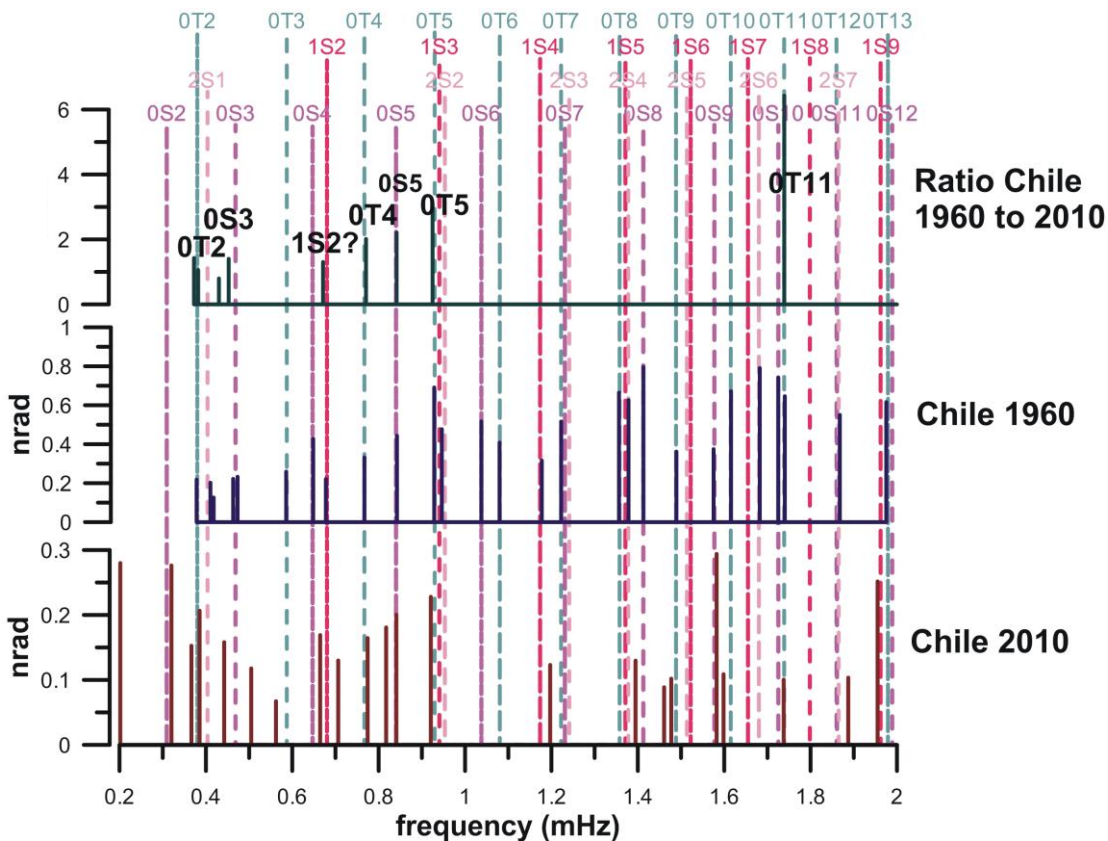 0T2 0T3 0T4 0T5 0T6 0T7 0T8 0T9 0T10 0T11 0T12 0T13
1S2 1S3 1S4 1S5 1S6 1S7 1S8 1S9
2S1 2S2 2S3 2S4 2S5 2S6 2S7
0S2 0S3 0S4 0S5 0S6 0S7 0S8 0S9 0S10 0S11 0S12
6
4
2
0
0T2
0S3
1S2?
0T4
0S5
0T5
0T11
Ratio Chile
1960 to 2010
1
0.8
0.6
0.4
0.2
0
nrad
Chile 1960
0.3
0.2
0.1
0
nrad
Chile 2010
0.2 0.4 0.6 0.8 1 1.2 1.4 1.6 1.8 2
frequency (mHz)